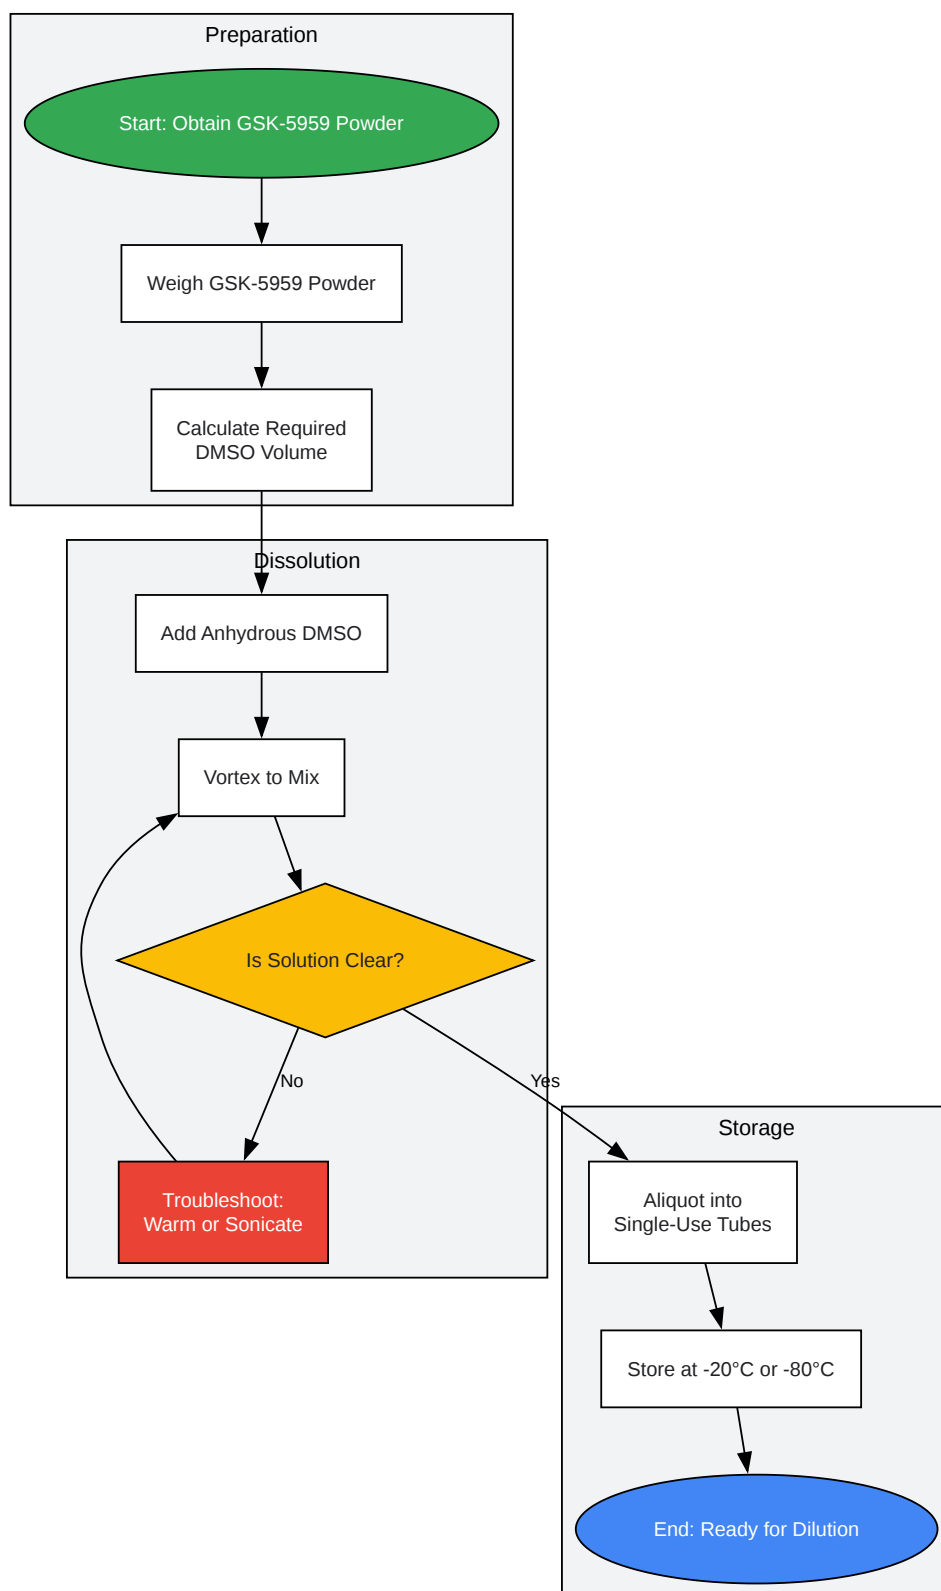 Preparation
Start: Obtain GSK-5959 Powder
Weigh GSK-5959 Powder
Calculate Required
DMSO Volume
Dissolution
Add Anhydrous DMSO
Vortex to Mix
Is Solution Clear?
No
Yes
Troubleshoot:
Warm or Sonicate
Storage
Aliquot into
Single-Use Tubes
Store at -20°C or -80°C
End: Ready for Dilution